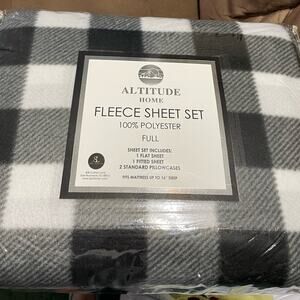 ALTITUDE
HOME
FLEECE SHEET SET
100% POLYESTER
FULL
SHEET SET INCLUDES:
1 FLAT SHEET
1 FITTED SHEET
2 STANDARD PILLOWCASES
FITS MATTRESS UP TO 16" DEEP